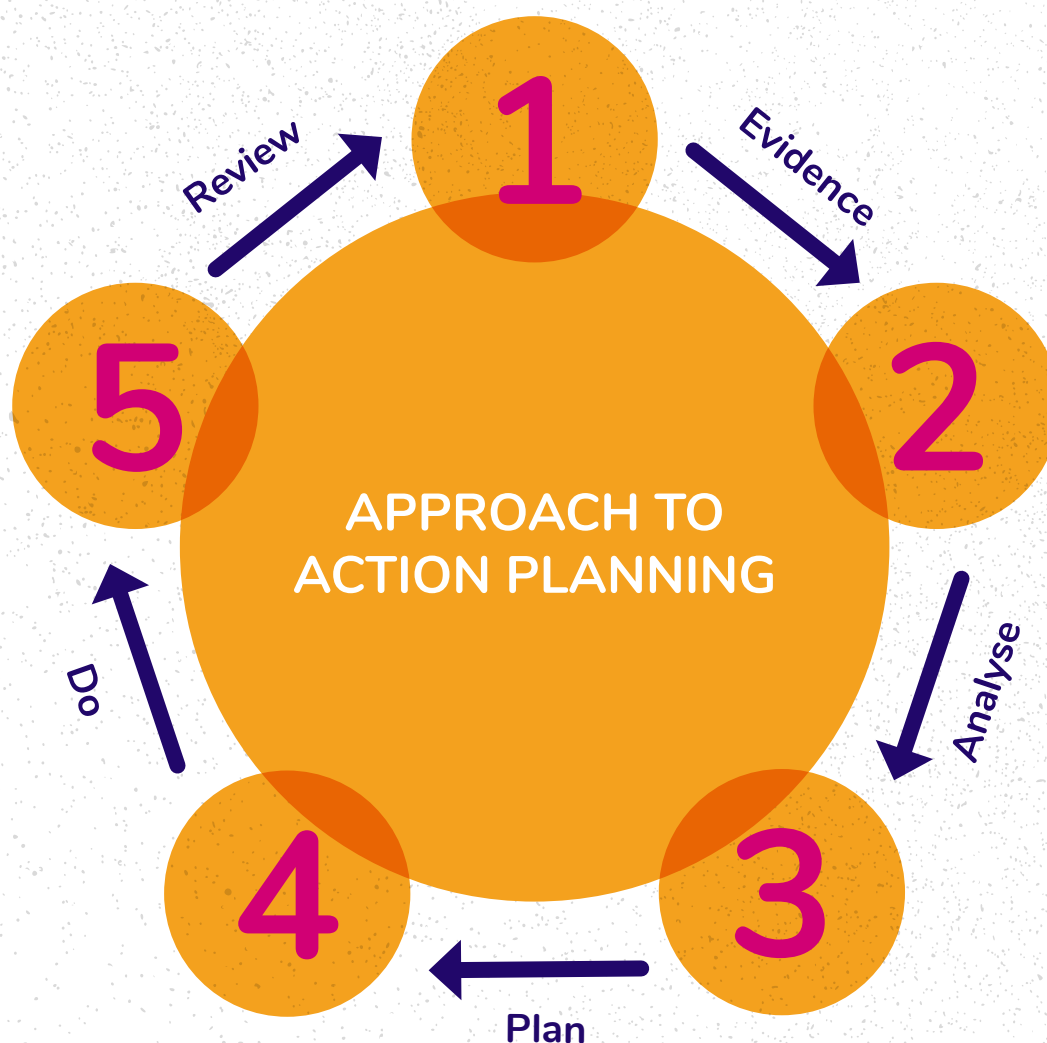 1
Evidence
2
Analyse
3
Plan
4
Do
5
Review
APPROACH TO
ACTION PLANNING